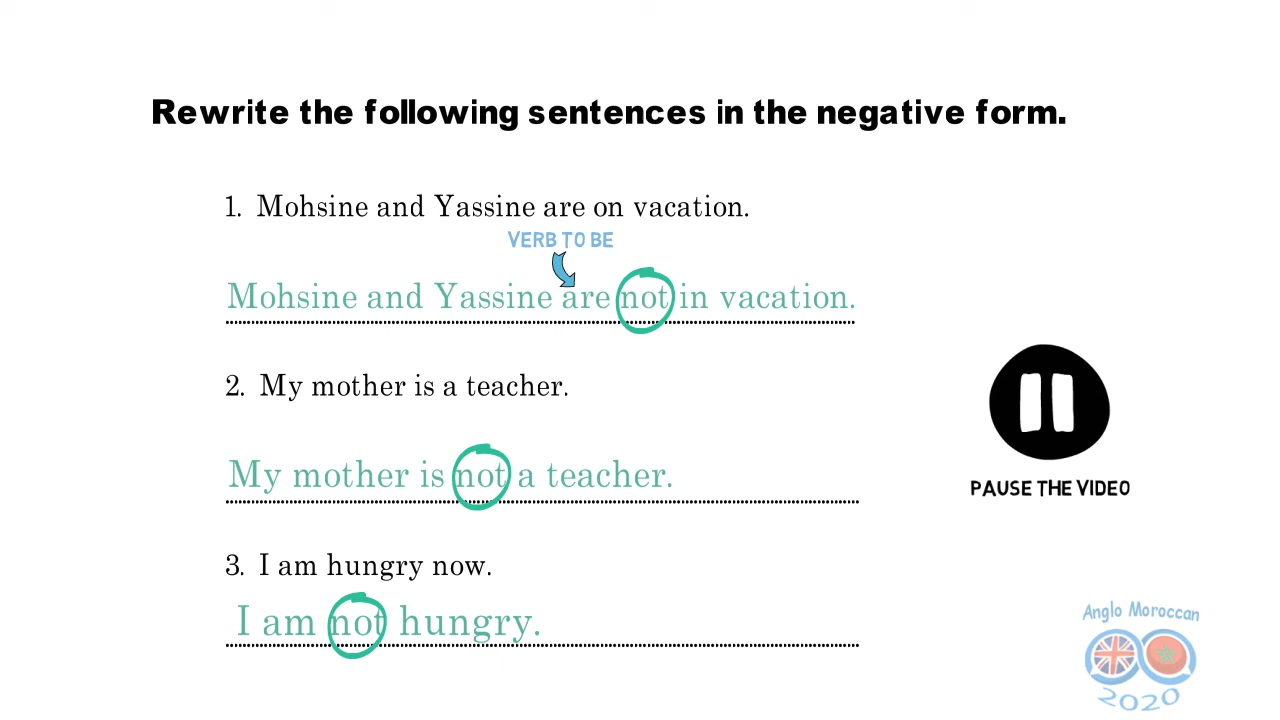 Rewrite the following sentences in the negative form.
1. Mohsine and Yassine are on vacation.
VERB TO BE
Mohsine and Yassine are not in vacation.
2. My mother is a teacher.
My mother is not a teacher.
PAUSE THE VIDEO
3. I am hungry now.
I am not hungry.
Anglo Moroccan
2020